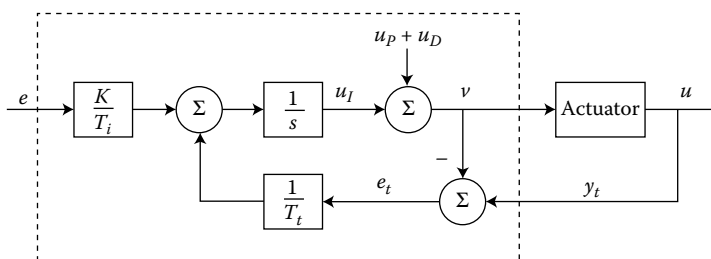 u_P + u_D
e
K
T_i
Σ
1
s
u_I
Σ
v
Actuator
u
–
1
T_t
e_t
Σ
y_t